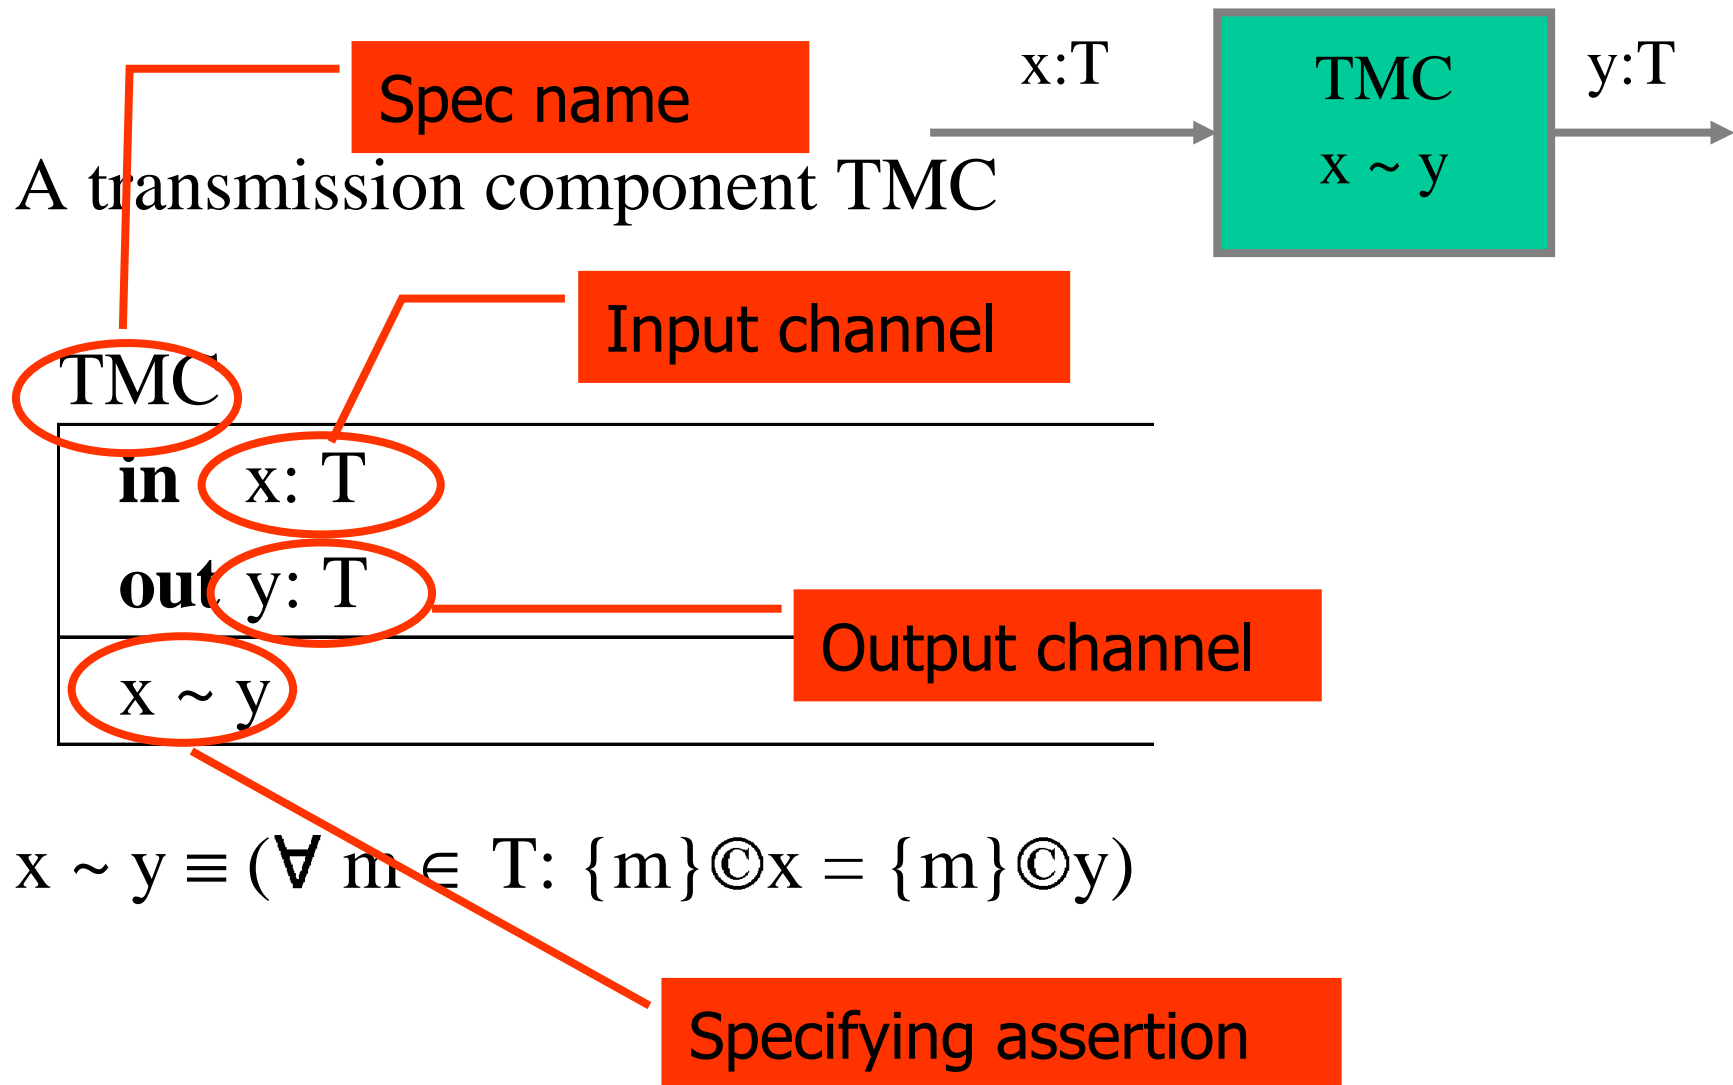 Spec name
x:T
TMC
x ~ y
y:T
A transmission component TMC
Input channel
TMC
in x: T
out y: T
Output channel
x ~ y
x ~ y ≡ (∀ m ∈ T: {m}©x = {m}©y)
Specifying assertion